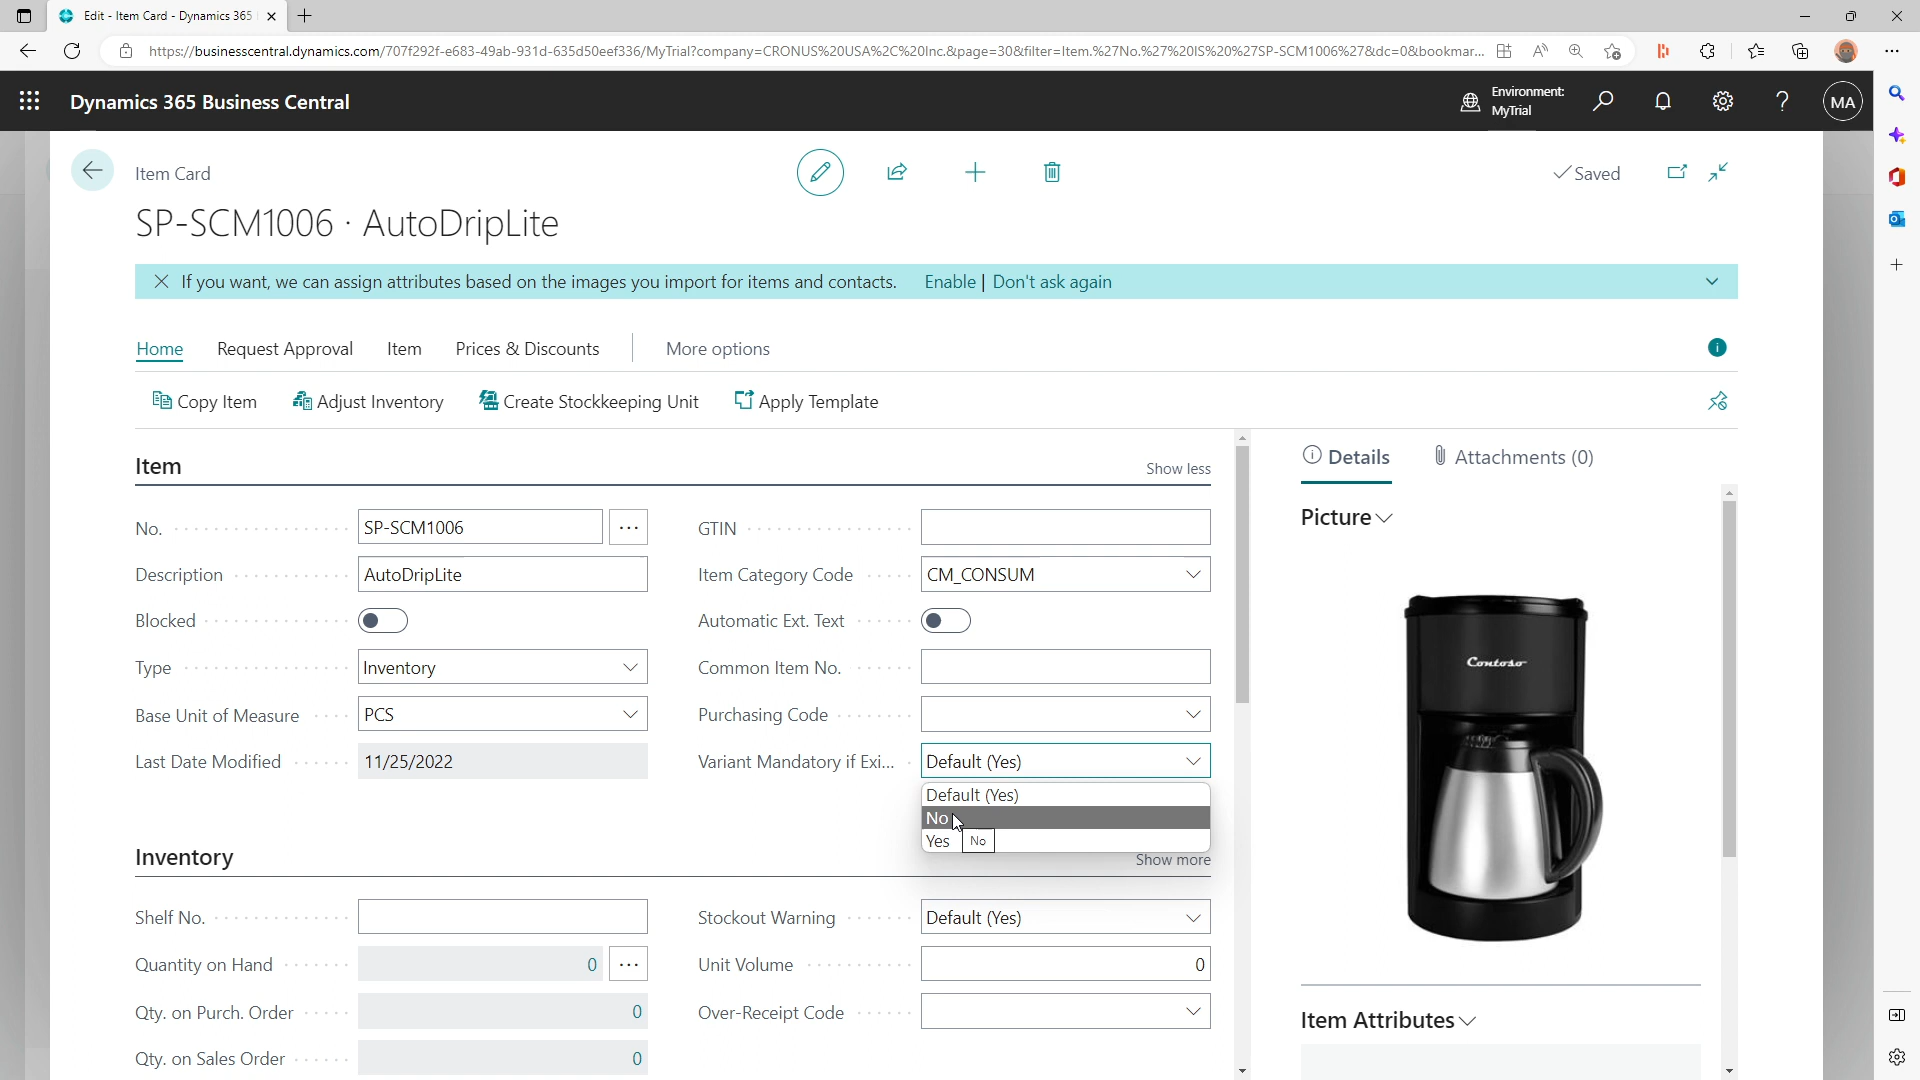 Edit - Item Card - Dynamics 365
https://businesscentral.dynamics.com/707f292f-e683-49ab-931d-635d50eef336/MyTrial?company=CRONUS%20USA%2C%20Inc.&page=30&filter=Item.%27No.%27%20IS%20%27SP-SCM1006%27&dc=0&bookmar...
Dynamics 365 Business Central
Environment:
MyTrial
MA
Item Card
Saved
SP-SCM1006 · AutoDripLite
If you want, we can assign attributes based on the images you import for items and contacts. Enable | Don't ask again
Home Request Approval Item Prices & Discounts More options
Copy Item Adjust Inventory Create Stockkeeping Unit Apply Template
Item Show less
Details Attachments (0)
Picture
No. SP-SCM1006 GTIN
Description AutoDripLite Item Category Code CM_CONSUM
Blocked Automatic Ext. Text
Type Inventory Common Item No.
Base Unit of Measure PCS Purchasing Code
Last Date Modified 11/25/2022 Variant Mandatory if Exi... Default (Yes)
Default (Yes)
No
Yes No
Contoso
Inventory Show more
Shelf No. Stockout Warning Default (Yes)
Quantity on Hand 0 Unit Volume 0
Qty. on Purch. Order 0 Over-Receipt Code
Qty. on Sales Order 0
Item Attributes